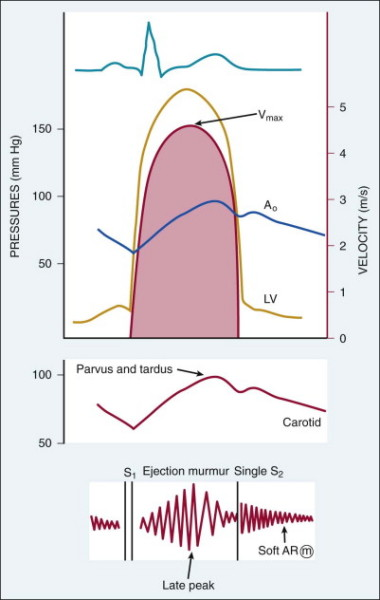 PRESSURES (mm Hg)
150
100
50
Vmax
Ao
LV
5
4
3
2
1
0
VELOCITY (m/s)
100
50
Parvus and tardus
Carotid
S1 Ejection murmur Single S2
Soft AR m
Late peak